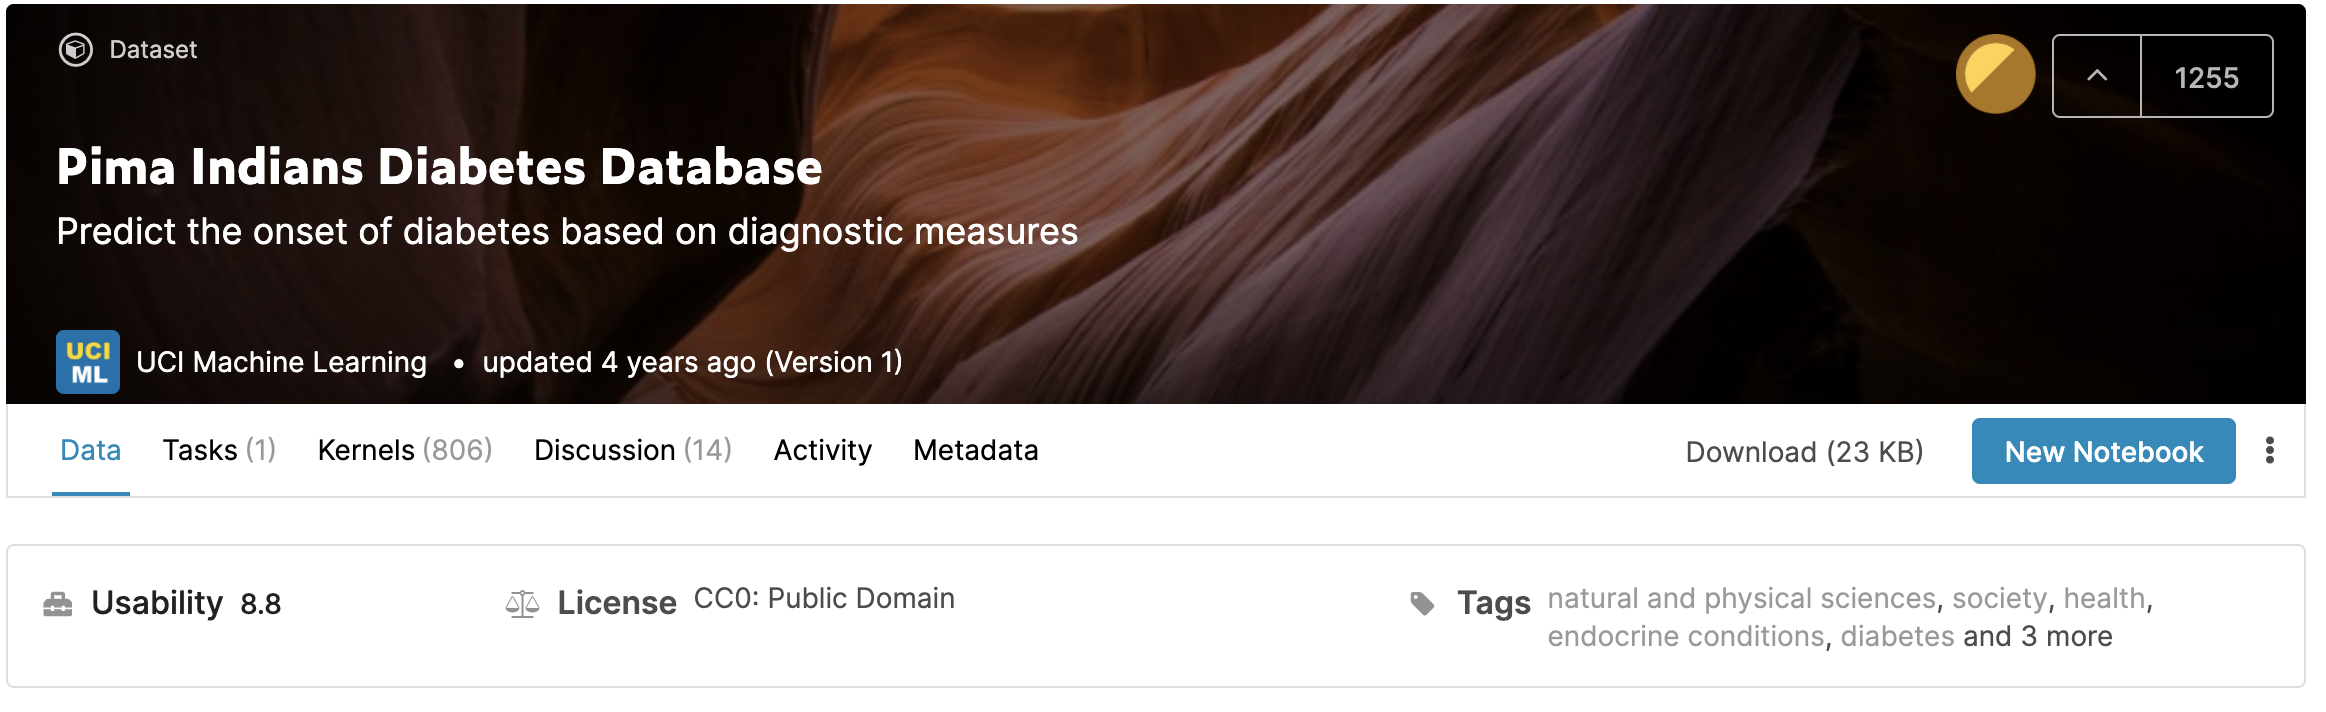 Dataset
1255
Pima Indians Diabetes Database
Predict the onset of diabetes based on diagnostic measures
UCI
ML
UCI Machine Learning • updated 4 years ago (Version 1)
Data Tasks (1) Kernels (806) Discussion (14) Activity Metadata Download (23 KB) New Notebook
Usability 8.8 License CC0: Public Domain Tags natural and physical sciences, society, health,
endocrine conditions, diabetes and 3 more